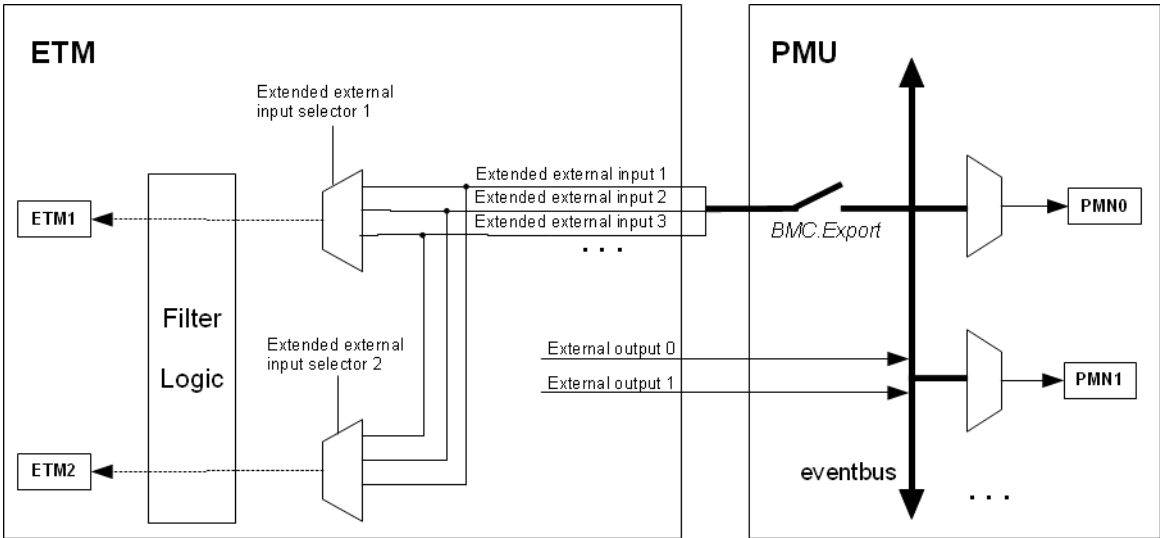 ETM
PMU
Extended external
input selector 1
Extended external input 1
Extended external input 2
Extended external input 3
. . .
BMC.Export
ETM1
PMN0
Filter
Logic
Extended external
input selector 2
External output 0
External output 1
PMN1
ETM2
eventbus
. . .